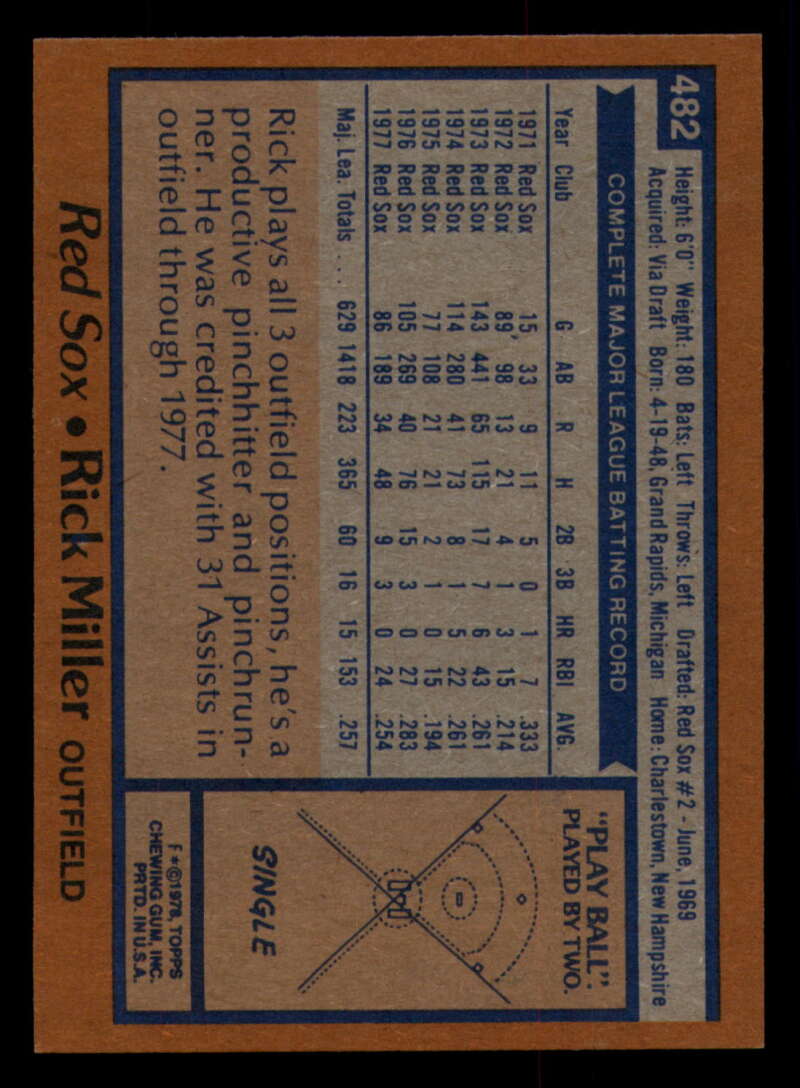 482
Height: 6'0" Weight: 180 Bats: Left Throws: Left Drafted: Red Sox #2 - June, 1969
Acquired: Via Draft Born: 4-19-48, Grand Rapids, Michigan Home: Charlestown, New Hampshire
COMPLETE MAJOR LEAGUE BATTING RECORD
Year Club G AB R H 2B 3B HR RBI AVG.
1971 Red Sox 15 33 9 11 5 0 1 7 .333
1972 Red Sox 89 98 13 21 4 1 3 15 .214
1973 Red Sox 143 441 65 115 17 7 6 43 .261
1974 Red Sox 114 280 41 73 8 1 5 22 .261
1975 Red Sox 77 108 21 21 2 1 0 15 .194
1976 Red Sox 105 269 40 76 15 3 0 27 .283
1977 Red Sox 86 189 34 48 9 3 0 24 .254
Maj. Lea. Totals . . . 629 1418 223 365 60 16 15 153 .257
Rick plays all 3 outfield positions, he's a
productive pinchhitter and pinchrun-
ner. He was credited with 31 Assists in
outfield through 1977.
"PLAY BALL":
PLAYED BY TWO.
SINGLE
F*©1978, TOPPS
CHEWING GUM, INC.
PRTD. IN U.S.A.
Red Sox • Rick Miller OUTFIELD